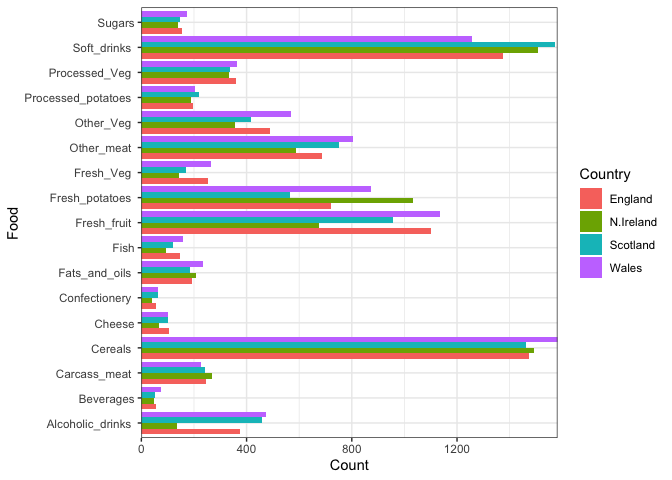 Sugars
Soft_drinks
Processed_Veg
Processed_potatoes
Other_Veg
Other_meat
Fresh_Veg
Fresh_potatoes
Fresh_fruit
Fish
Fats_and_oils
Confectionery
Cheese
Cereals
Carcass_meat
Beverages
Alcoholic_drinks
Food
0 400 800 1200
Count
Country
England
N.Ireland
Scotland
Wales